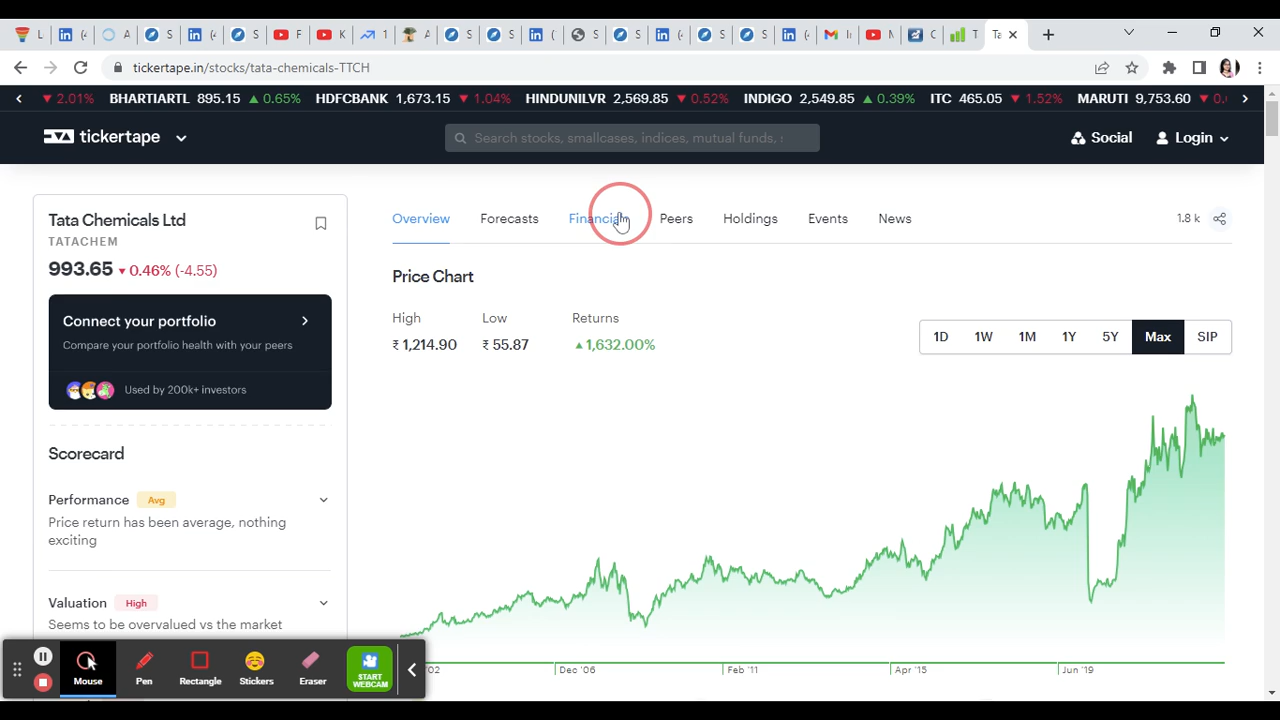 L
(
A
S
(
S
F
K
1
A
S
S
(
S
S
(
S
S
(
I
N
C
T
Ta
tickertape.in/stocks/tata-chemicals-TTCH
2.01% BHARTIARTL 895.15 0.65% HDFCBANK 1,673.15 1.04% HINDUNILVR 2,569.85 0.52% INDIGO 2,549.85 0.39% ITC 465.05 1.52% MARUTI 9,753.60 0.
tickertape
Search stocks, smallcases, indices, mutual funds,
Social
Login
Tata Chemicals Ltd
TATACHEM
993.65 0.46% (-4.55)
Connect your portfolio
Compare your portfolio health with your peers
Used by 200k+ investors
Scorecard
Performance Avg
Price return has been average, nothing
exciting
Valuation High
Seems to be overvalued vs the market
Overview Forecasts Financials Peers Holdings Events News
1.8 k
Price Chart
High Low Returns
₹ 1,214.90 ₹ 55.87 1,632.00%
1D 1W 1M 1Y 5Y Max SIP
'02 Dec '06 Feb '11 Apr '15 Jun '19
Mouse Pen Rectangle Stickers Eraser
START
WEBCAM